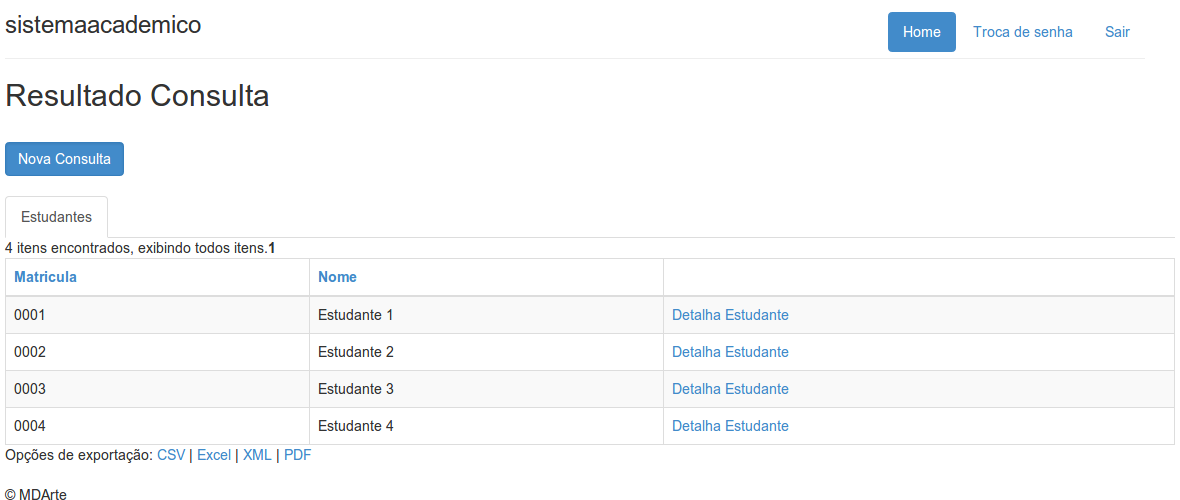 sistemaacademico
Home Troca de senha Sair
Resultado Consulta
Nova Consulta
Estudantes
4 itens encontrados, exibindo todos itens.1
Matricula Nome
0001 Estudante 1 Detalha Estudante
0002 Estudante 2 Detalha Estudante
0003 Estudante 3 Detalha Estudante
0004 Estudante 4 Detalha Estudante
Opções de exportação: CSV | Excel | XML | PDF
© MDArte